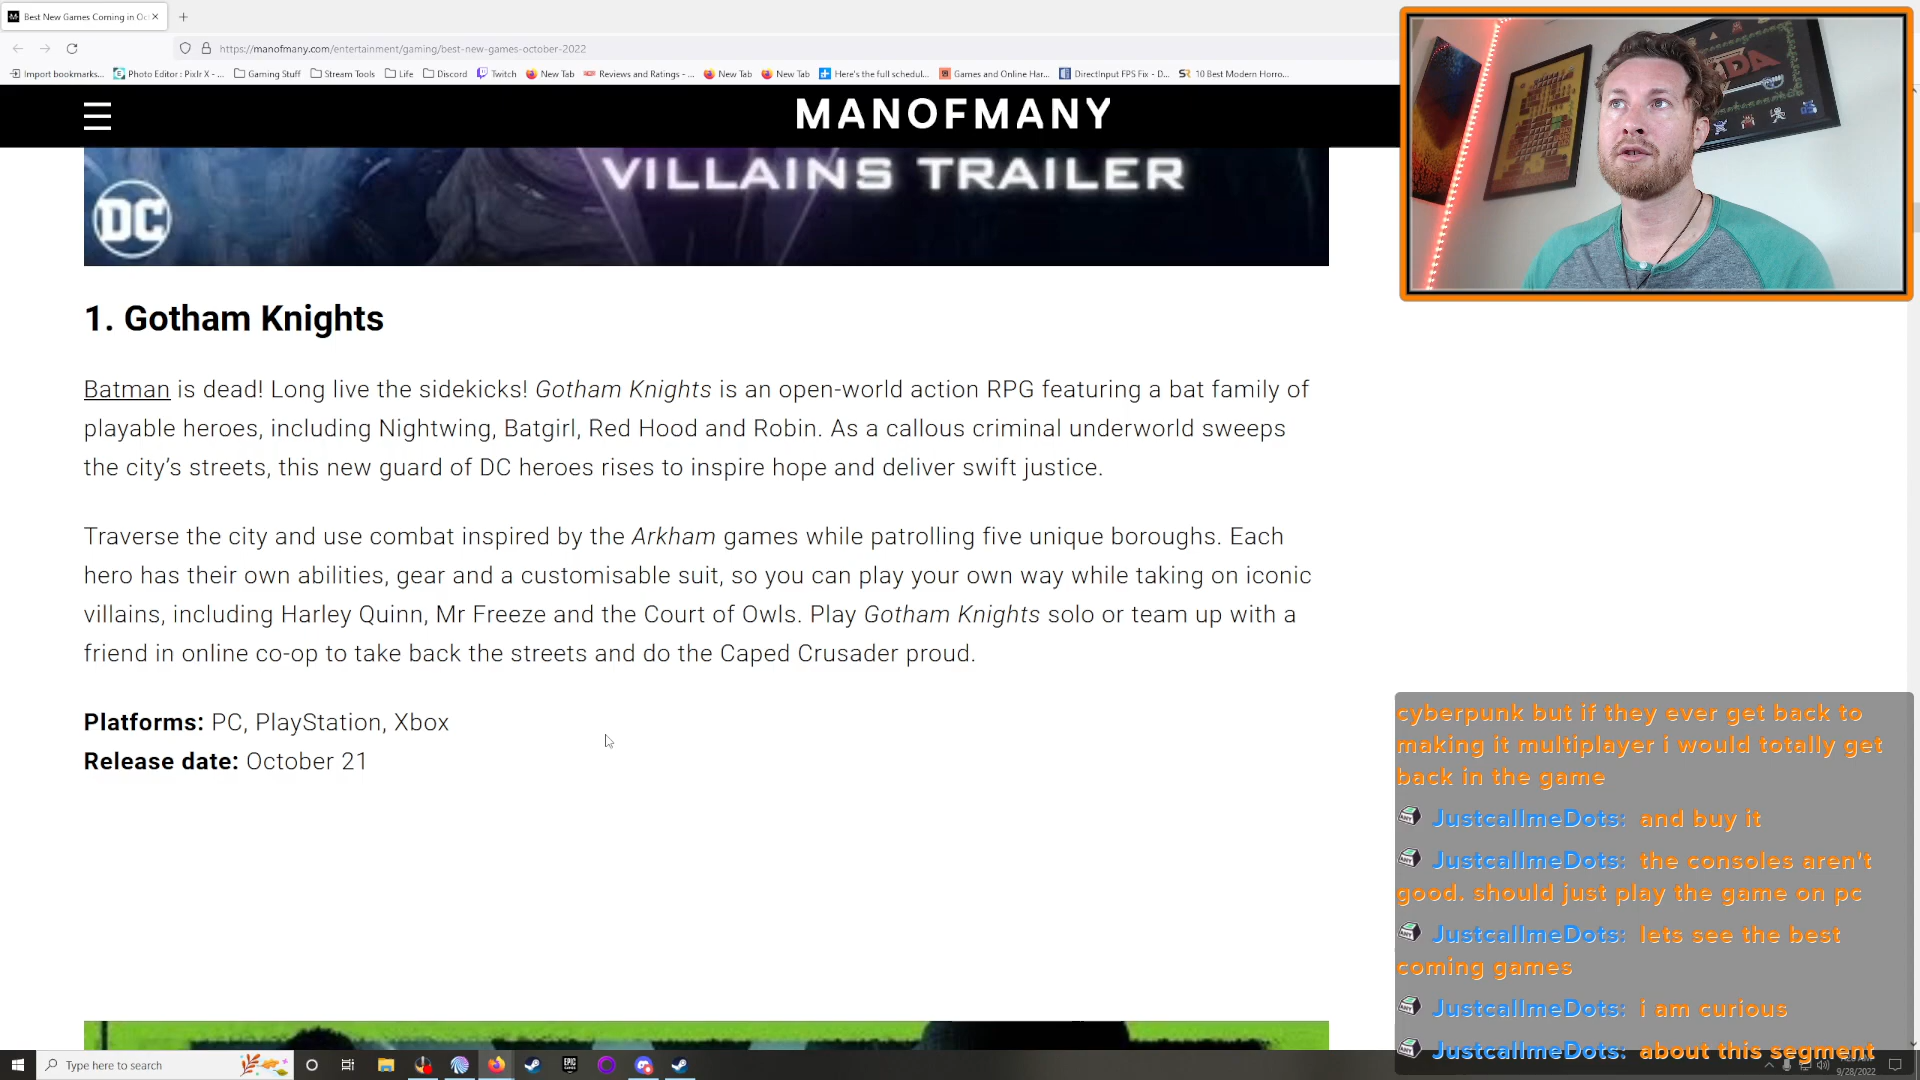 Best New Games Coming in Oc
https://manofmany.com/entertainment/gaming/best-new-games-october-2022
Import bookmarks... Photo Editor : Pixlr X - ... Gaming Stuff Stream Tools Life Discord Twitch New Tab Reviews and Ratings - ... New Tab New Tab Here's the full schedul... Games and Online Har... DirectInput FPS Fix - D... 10 Best Modern Horro...
MANOFMANY
VILLAINS TRAILER
DC
1. Gotham Knights
Batman is dead! Long live the sidekicks! Gotham Knights is an open-world action RPG featuring a bat family of
playable heroes, including Nightwing, Batgirl, Red Hood and Robin. As a callous criminal underworld sweeps
the city’s streets, this new guard of DC heroes rises to inspire hope and deliver swift justice.
Traverse the city and use combat inspired by the Arkham games while patrolling five unique boroughs. Each
hero has their own abilities, gear and a customisable suit, so you can play your own way while taking on iconic
villains, including Harley Quinn, Mr Freeze and the Court of Owls. Play Gotham Knights solo or team up with a
friend in online co-op to take back the streets and do the Caped Crusader proud.
Platforms: PC, PlayStation, Xbox
Release date: October 21
cyberpunk but if they ever get back to
making it multiplayer i would totally get
back in the game
JustcallmeDots: and buy it
JustcallmeDots: the consoles aren't
good. should just play the game on pc
JustcallmeDots: lets see the best
coming games
JustcallmeDots: i am curious
JustcallmeDots: about this segment
Type here to search
9/28/2022